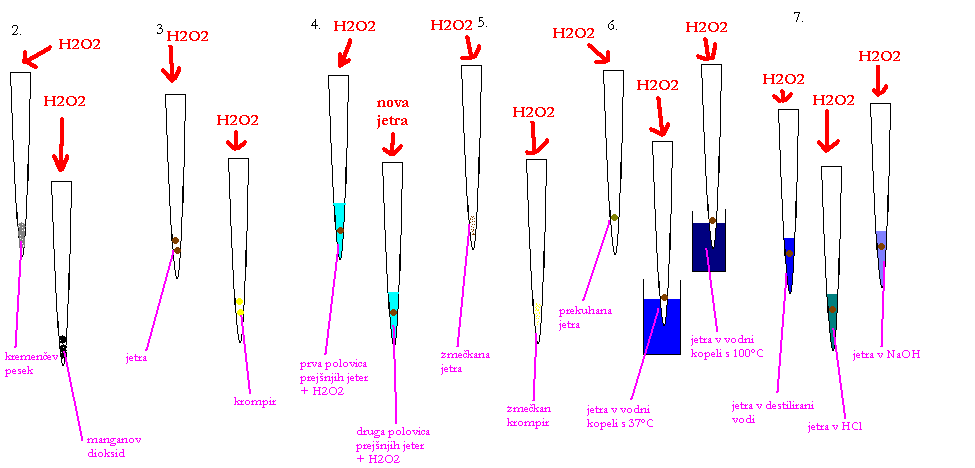 2.
H2O2
H2O2
kremenčev
pesek
manganov
dioksid
3
H2O2
H2O2
jetra
krompir
4.
H2O2
nova
jetra
prva polovica
prejšnjih jeter
+ H2O2
druga polovica
prejšnjih jeter
+ H2O2
5.
H2O2
H2O2
zmečkana
jetra
zmečkan
krompir
6.
H2O2
H2O2
H2O2
prekuhana
jetra
jetra v vodni
kopeli s 37°C
jetra v vodni
kopeli s 100°C
7.
H2O2
H2O2
H2O2
jetra v destilirani
vodi
jetra v HCl
jetra v NaOH